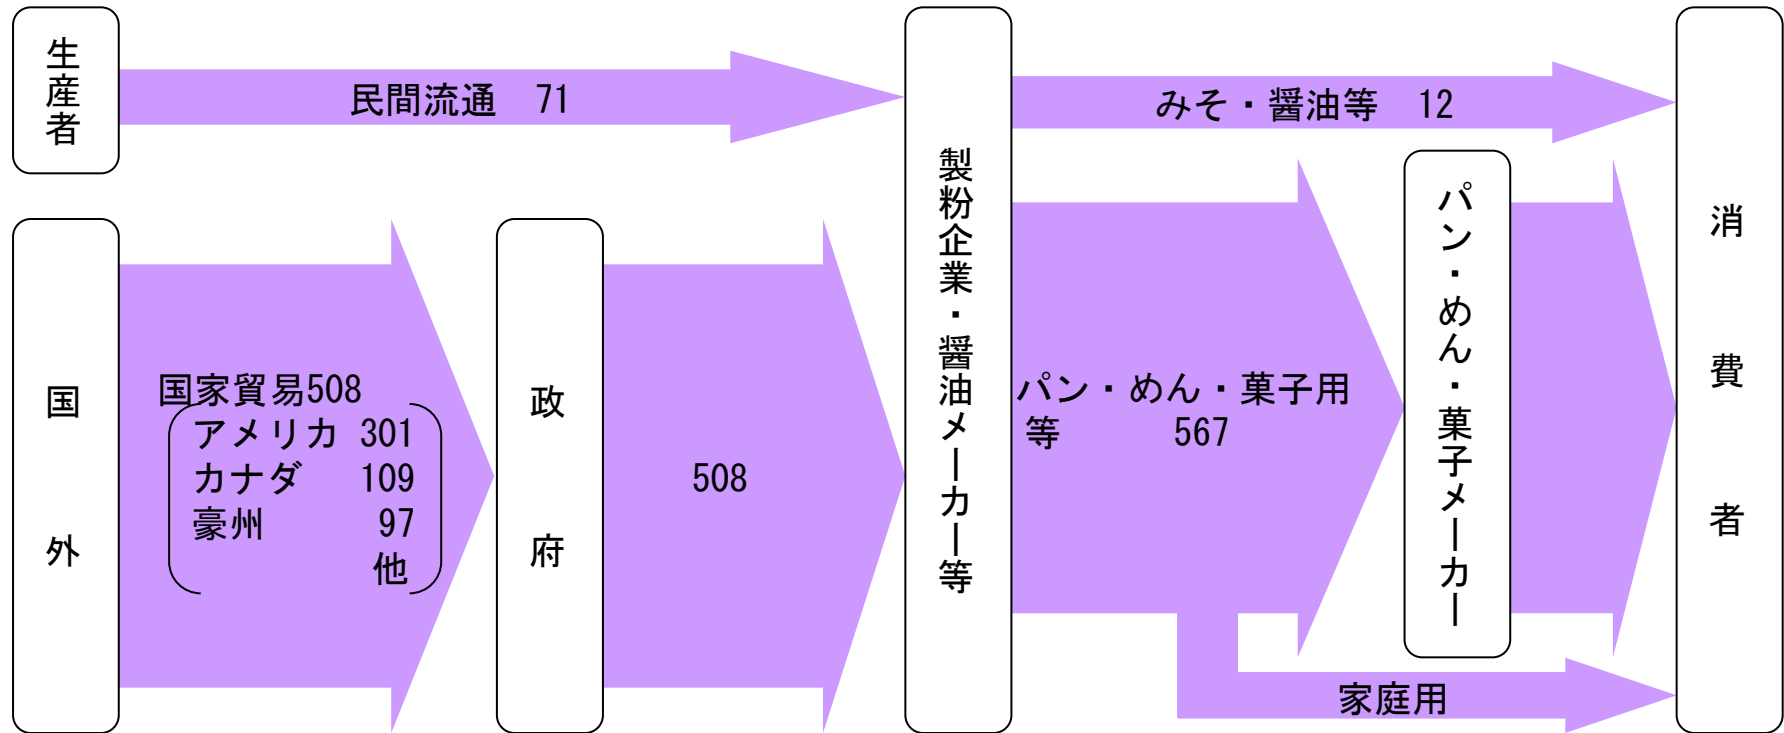 生産者
民間流通 71
国外
国家貿易508
アメリカ 301
カナダ 109
豪州 97
他
政府
508
製粉企業・醤油メーカー等
みそ・醤油等 12
パン・めん・菓子用
等 567
パン・めん・菓子メーカー
家庭用
消費者